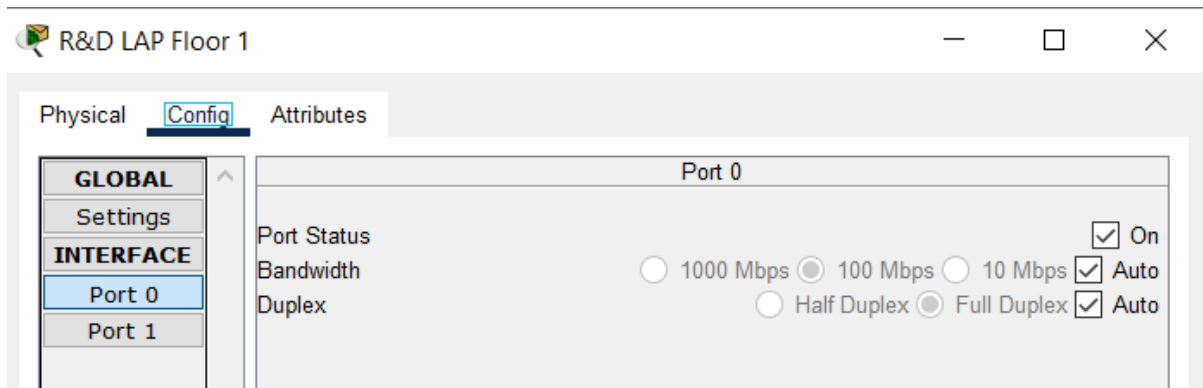 R&D LAP Floor 1
Physical Config Attributes
GLOBAL
Settings
INTERFACE
Port 0
Port 1
Port 0
Port Status On
Bandwidth 1000 Mbps 100 Mbps 10 Mbps Auto
Duplex Half Duplex Full Duplex Auto